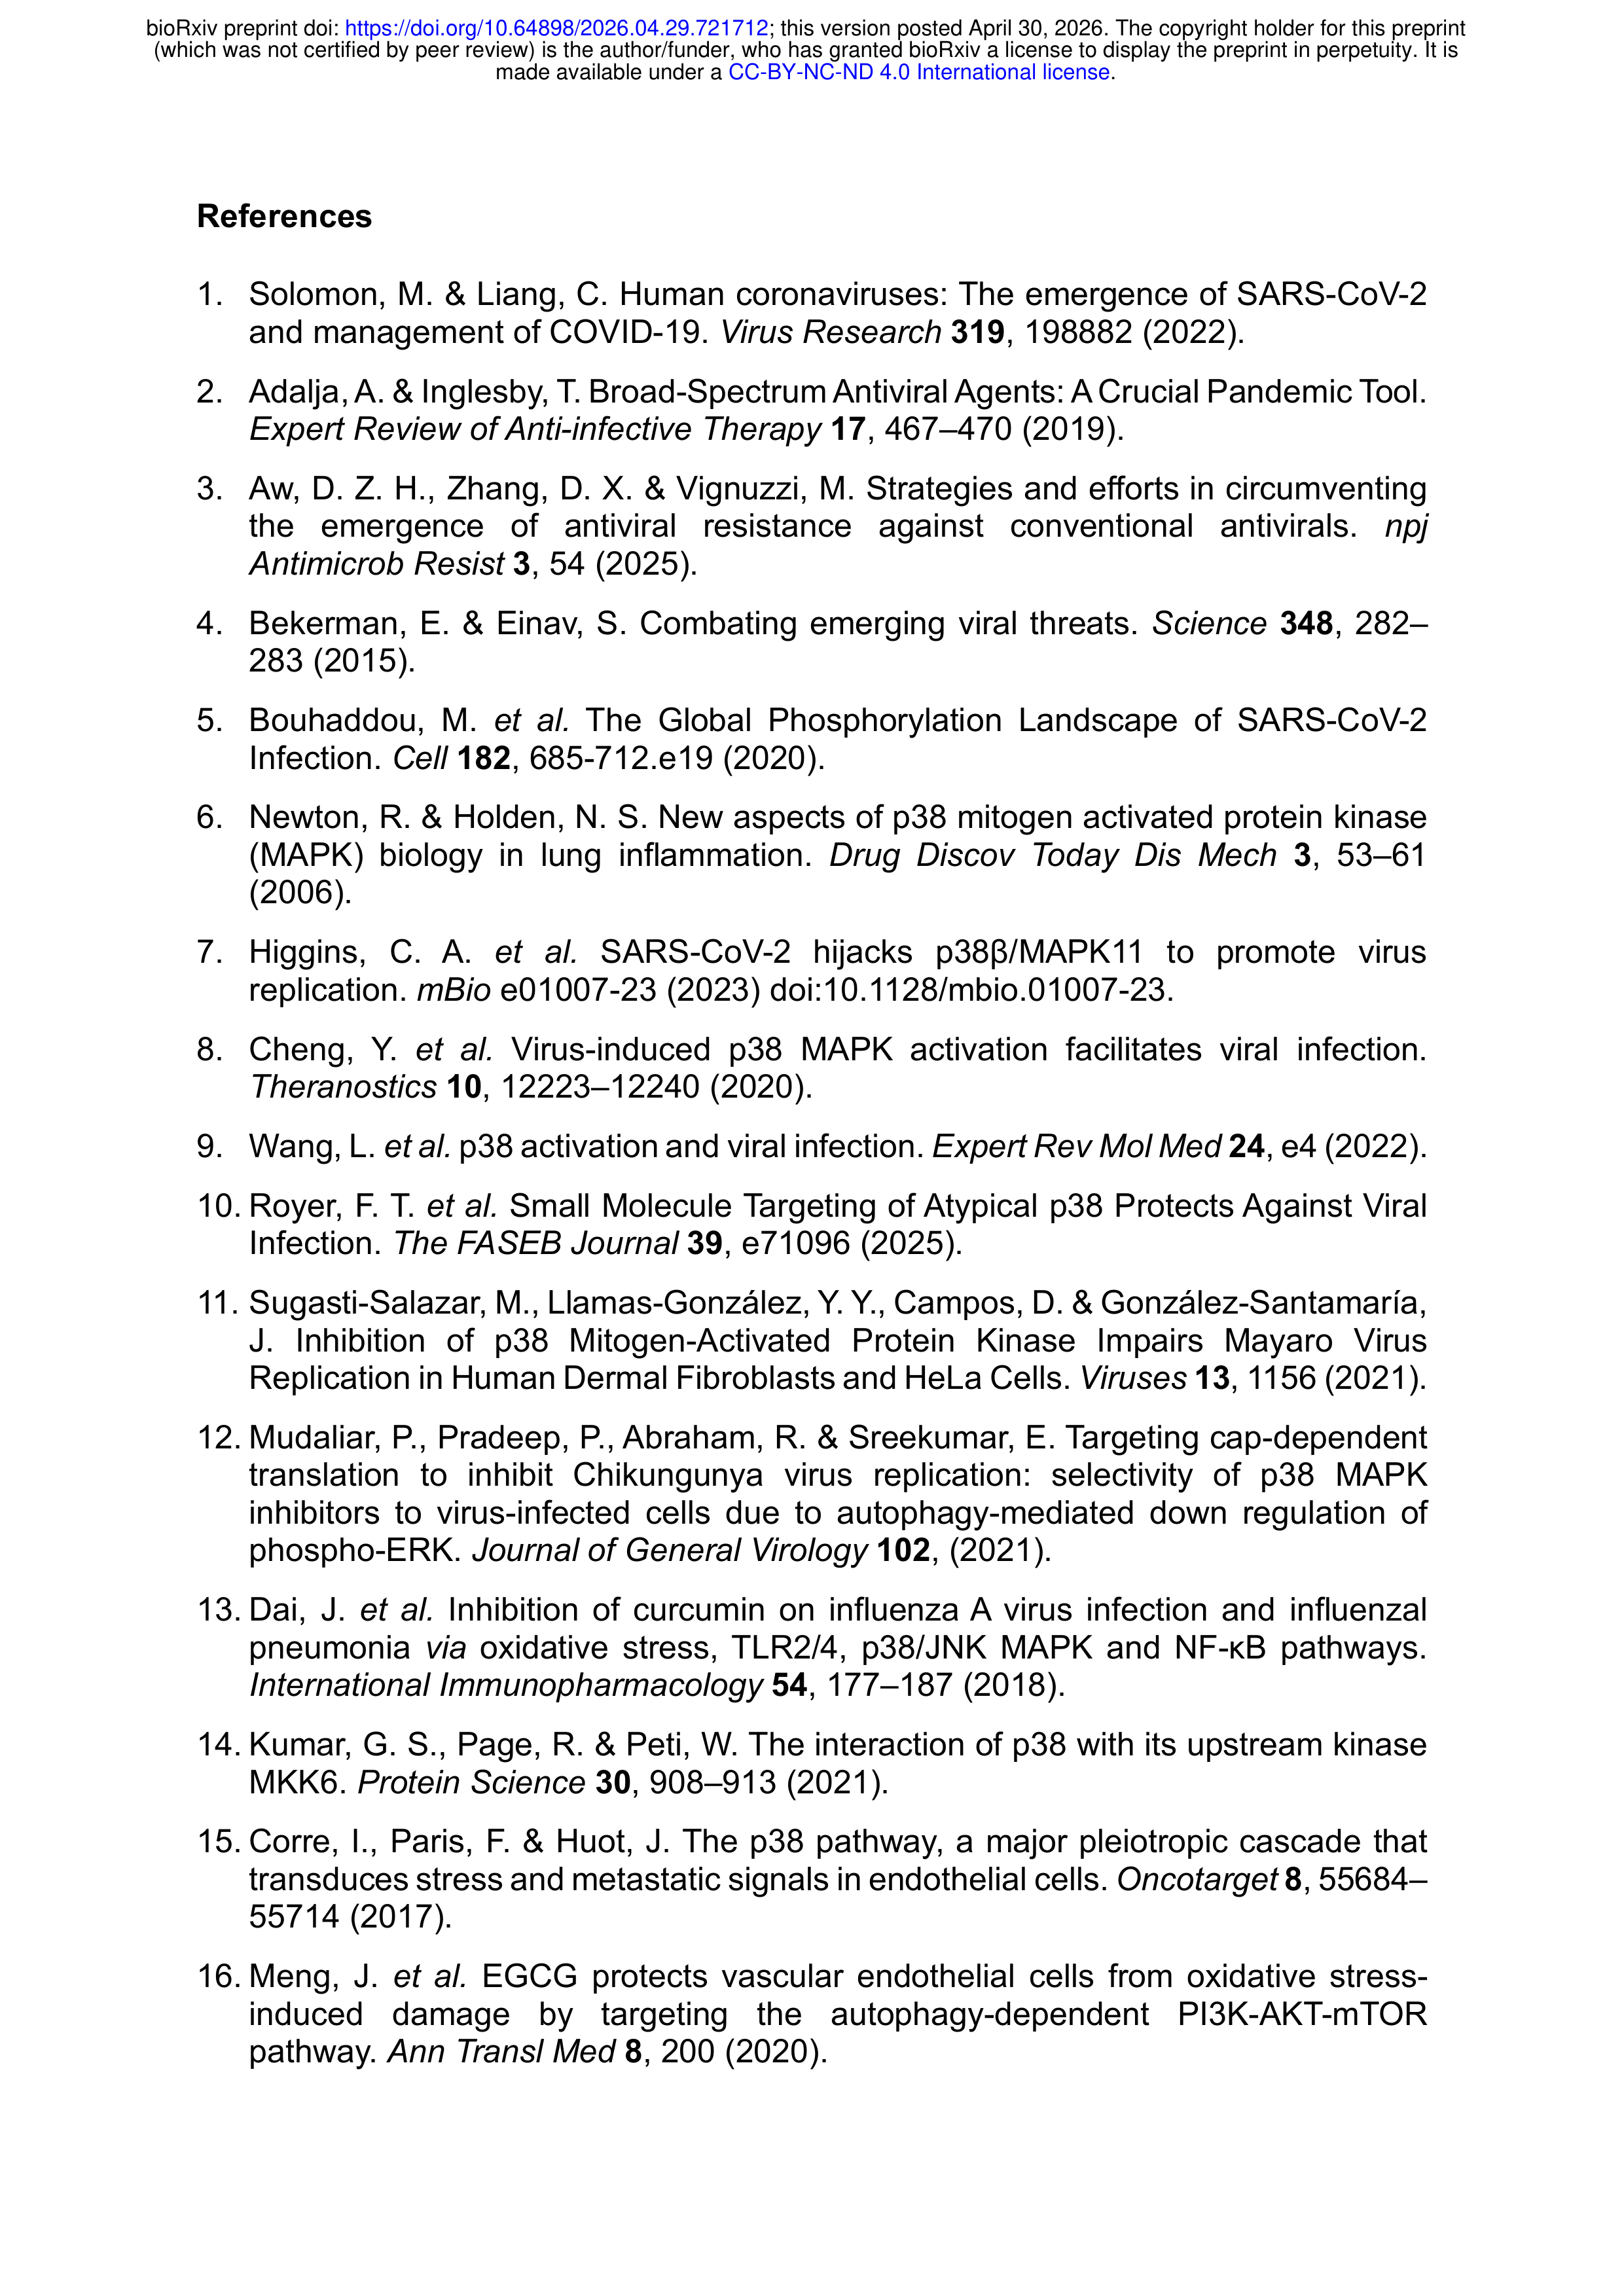 bioRxiv preprint doi: https://doi.org/10.64898/2026.04.29.721712; this version posted April 30, 2026. The copyright holder for this preprint
(which was not certified by peer review) is the author/funder, who has granted bioRxiv a license to display the preprint in perpetuity. It is
made available under a CC-BY-NC-ND 4.0 International license.
References
1. Solomon, M. & Liang, C. Human coronaviruses: The emergence of SARS-CoV-2
and management of COVID-19. Virus Research 319, 198882 (2022).
2. Adalja, A. & Inglesby, T. Broad-Spectrum Antiviral Agents: A Crucial Pandemic Tool.
Expert Review of Anti-infective Therapy 17, 467–470 (2019).
3. Aw, D. Z. H., Zhang, D. X. & Vignuzzi, M. Strategies and efforts in circumventing
the emergence of antiviral resistance against conventional antivirals. npj
Antimicrob Resist 3, 54 (2025).
4. Bekerman, E. & Einav, S. Combating emerging viral threats. Science 348, 282–
283 (2015).
5. Bouhaddou, M. et al. The Global Phosphorylation Landscape of SARS-CoV-2
Infection. Cell 182, 685-712.e19 (2020).
6. Newton, R. & Holden, N. S. New aspects of p38 mitogen activated protein kinase
(MAPK) biology in lung inflammation. Drug Discov Today Dis Mech 3, 53–61
(2006).
7. Higgins, C. A. et al. SARS-CoV-2 hijacks p38β/MAPK11 to promote virus
replication. mBio e01007-23 (2023) doi:10.1128/mbio.01007-23.
8. Cheng, Y. et al. Virus-induced p38 MAPK activation facilitates viral infection.
Theranostics 10, 12223–12240 (2020).
9. Wang, L. et al. p38 activation and viral infection. Expert Rev Mol Med 24, e4 (2022).
10. Royer, F. T. et al. Small Molecule Targeting of Atypical p38 Protects Against Viral
Infection. The FASEB Journal 39, e71096 (2025).
11. Sugasti-Salazar, M., Llamas-González, Y. Y., Campos, D. & González-Santamaría,
J. Inhibition of p38 Mitogen-Activated Protein Kinase Impairs Mayaro Virus
Replication in Human Dermal Fibroblasts and HeLa Cells. Viruses 13, 1156 (2021).
12. Mudaliar, P., Pradeep, P., Abraham, R. & Sreekumar, E. Targeting cap-dependent
translation to inhibit Chikungunya virus replication: selectivity of p38 MAPK
inhibitors to virus-infected cells due to autophagy-mediated down regulation of
phospho-ERK. Journal of General Virology 102, (2021).
13. Dai, J. et al. Inhibition of curcumin on influenza A virus infection and influenzal
pneumonia via oxidative stress, TLR2/4, p38/JNK MAPK and NF-κB pathways.
International Immunopharmacology 54, 177–187 (2018).
14. Kumar, G. S., Page, R. & Peti, W. The interaction of p38 with its upstream kinase
MKK6. Protein Science 30, 908–913 (2021).
15. Corre, I., Paris, F. & Huot, J. The p38 pathway, a major pleiotropic cascade that
transduces stress and metastatic signals in endothelial cells. Oncotarget 8, 55684–
55714 (2017).
16. Meng, J. et al. EGCG protects vascular endothelial cells from oxidative stress-
induced damage by targeting the autophagy-dependent PI3K-AKT-mTOR
pathway. Ann Transl Med 8, 200 (2020).